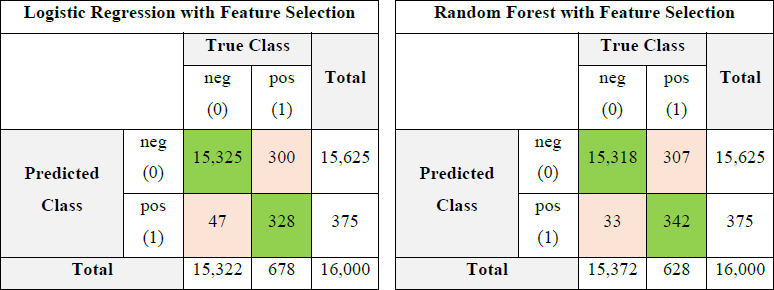 Logistic Regression with Feature Selection
True Class
neg (0) pos (1) Total
Predicted Class
neg (0) 15,325 300 15,625
pos (1) 47 328 375
Total 15,322 678 16,000
Random Forest with Feature Selection
True Class
neg (0) pos (1) Total
Predicted Class
neg (0) 15,318 307 15,625
pos (1) 33 342 375
Total 15,372 628 16,000